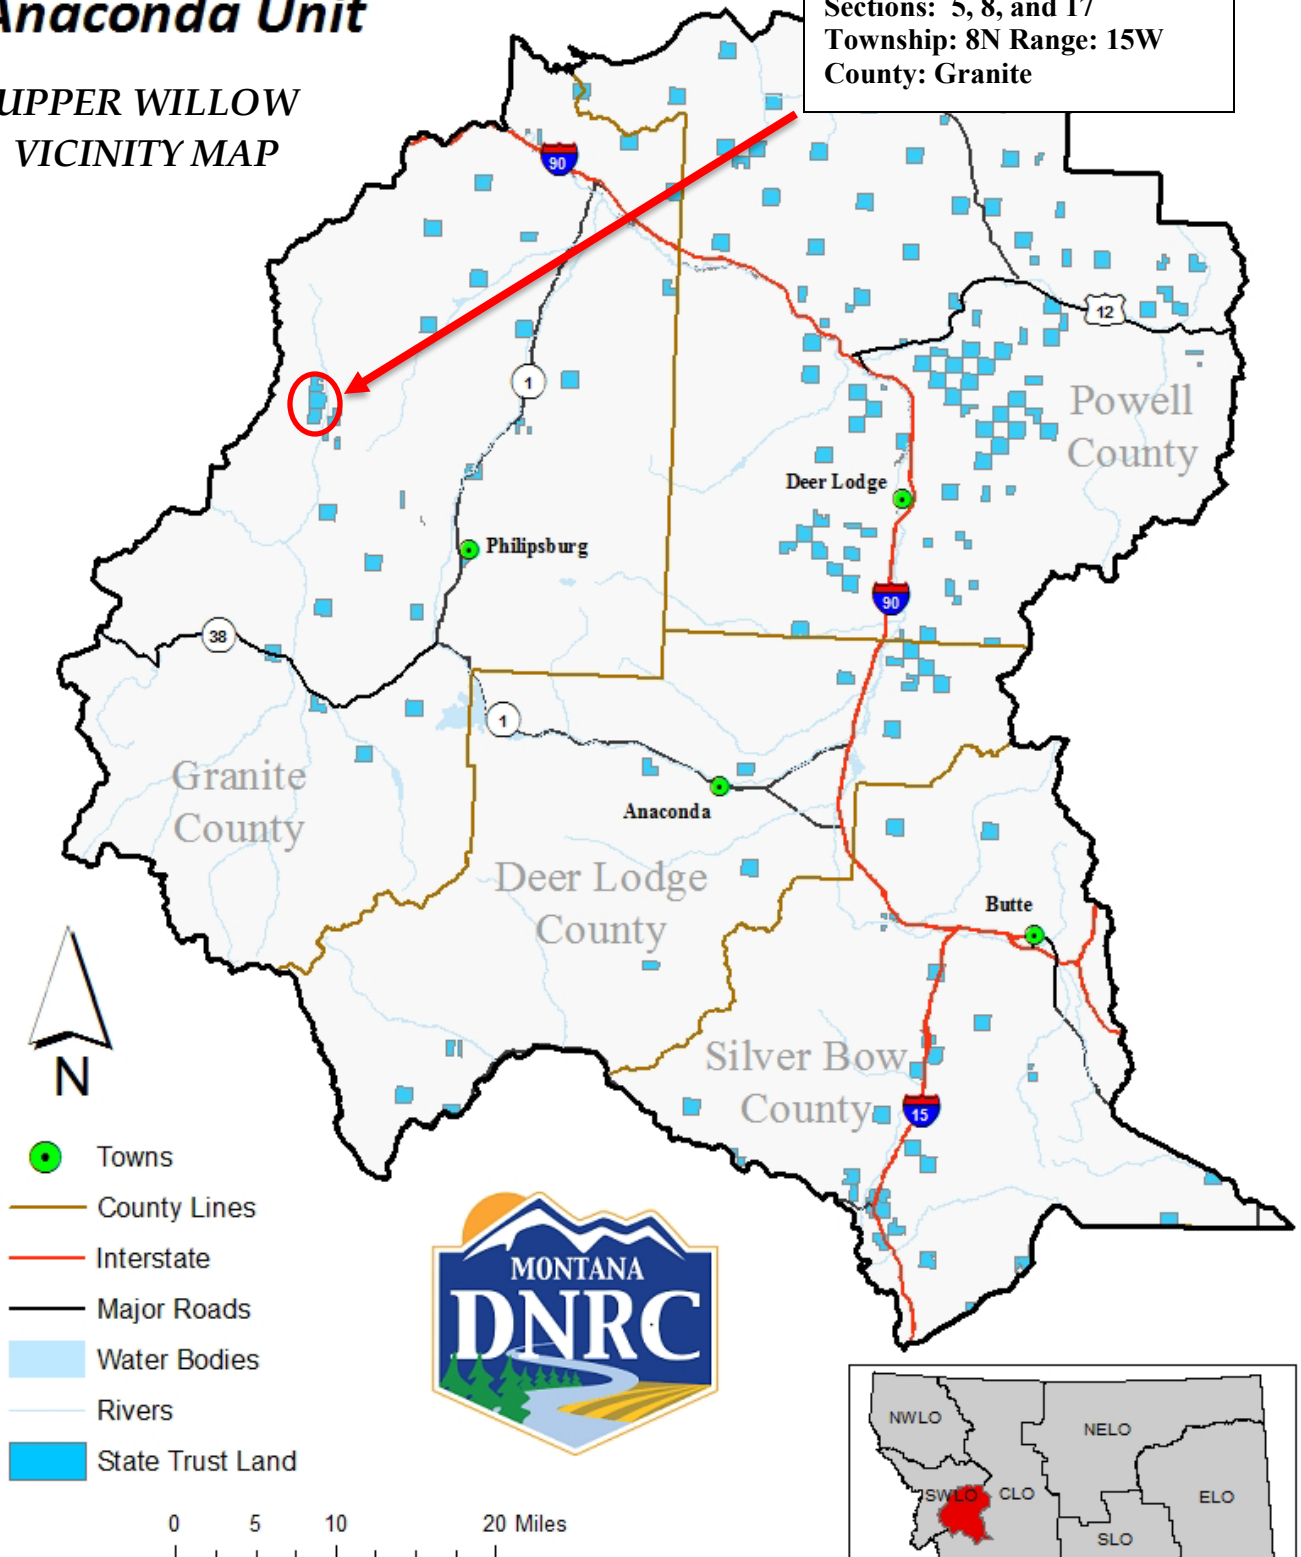 Anaconda Unit
UPPER WILLOW
VICINITY MAP
Sections: 5, 8, and 17
Township: 8N Range: 15W
County: Granite
90
12
1
Powell
County
Deer Lodge
Philipsburg
90
38
1
Granite
County
Anaconda
Deer Lodge
County
Butte
Silver Bow
County
15
N
Towns
County Lines
Interstate
Major Roads
Water Bodies
Rivers
State Trust Land
0 5 10 20 Miles
MONTANA
DNRC
NWLO
NELO
SWLO
CLO
ELO
SLO